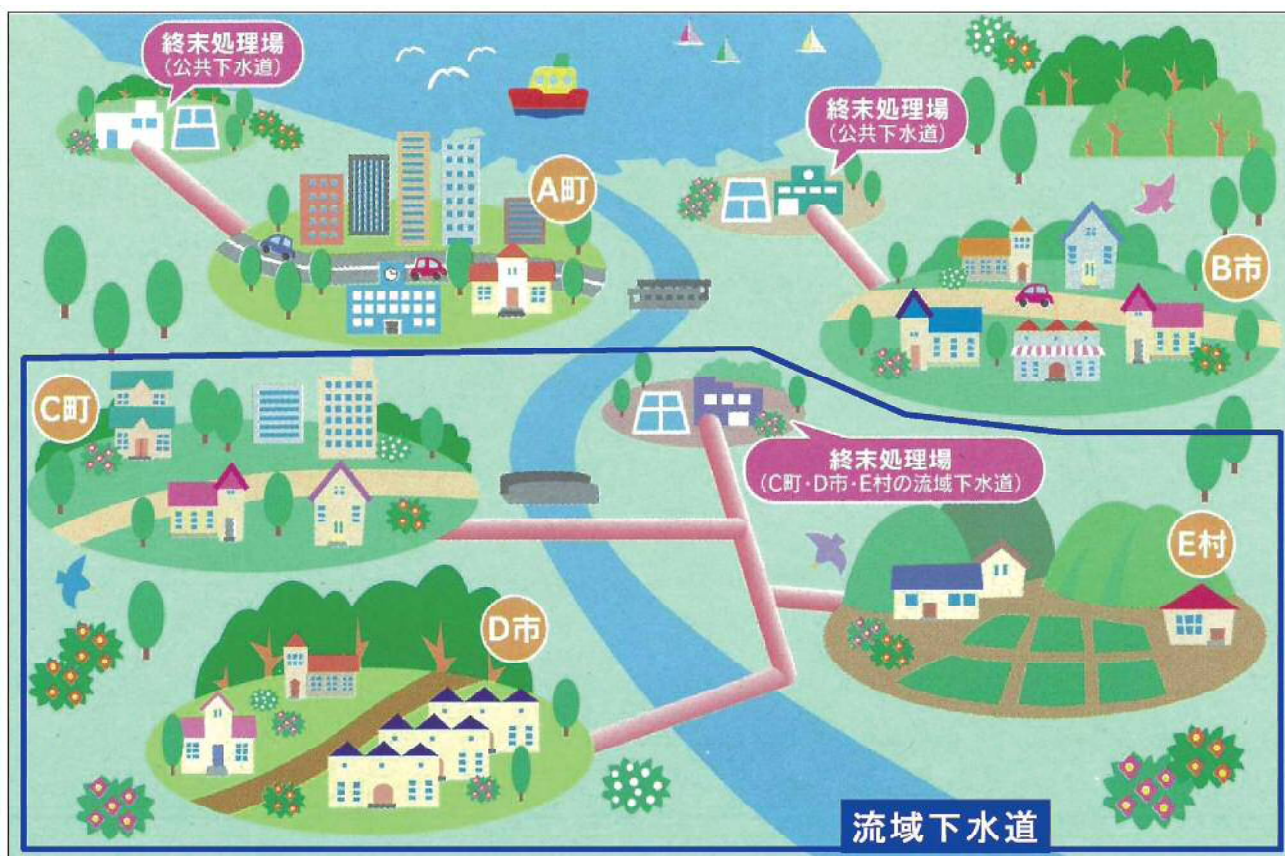 終末処理場
(公共下水道)
終末処理場
(公共下水道)
A町
B市
C町
終末処理場
(C町・D市・E村の流域下水道)
E村
D市
流域下水道